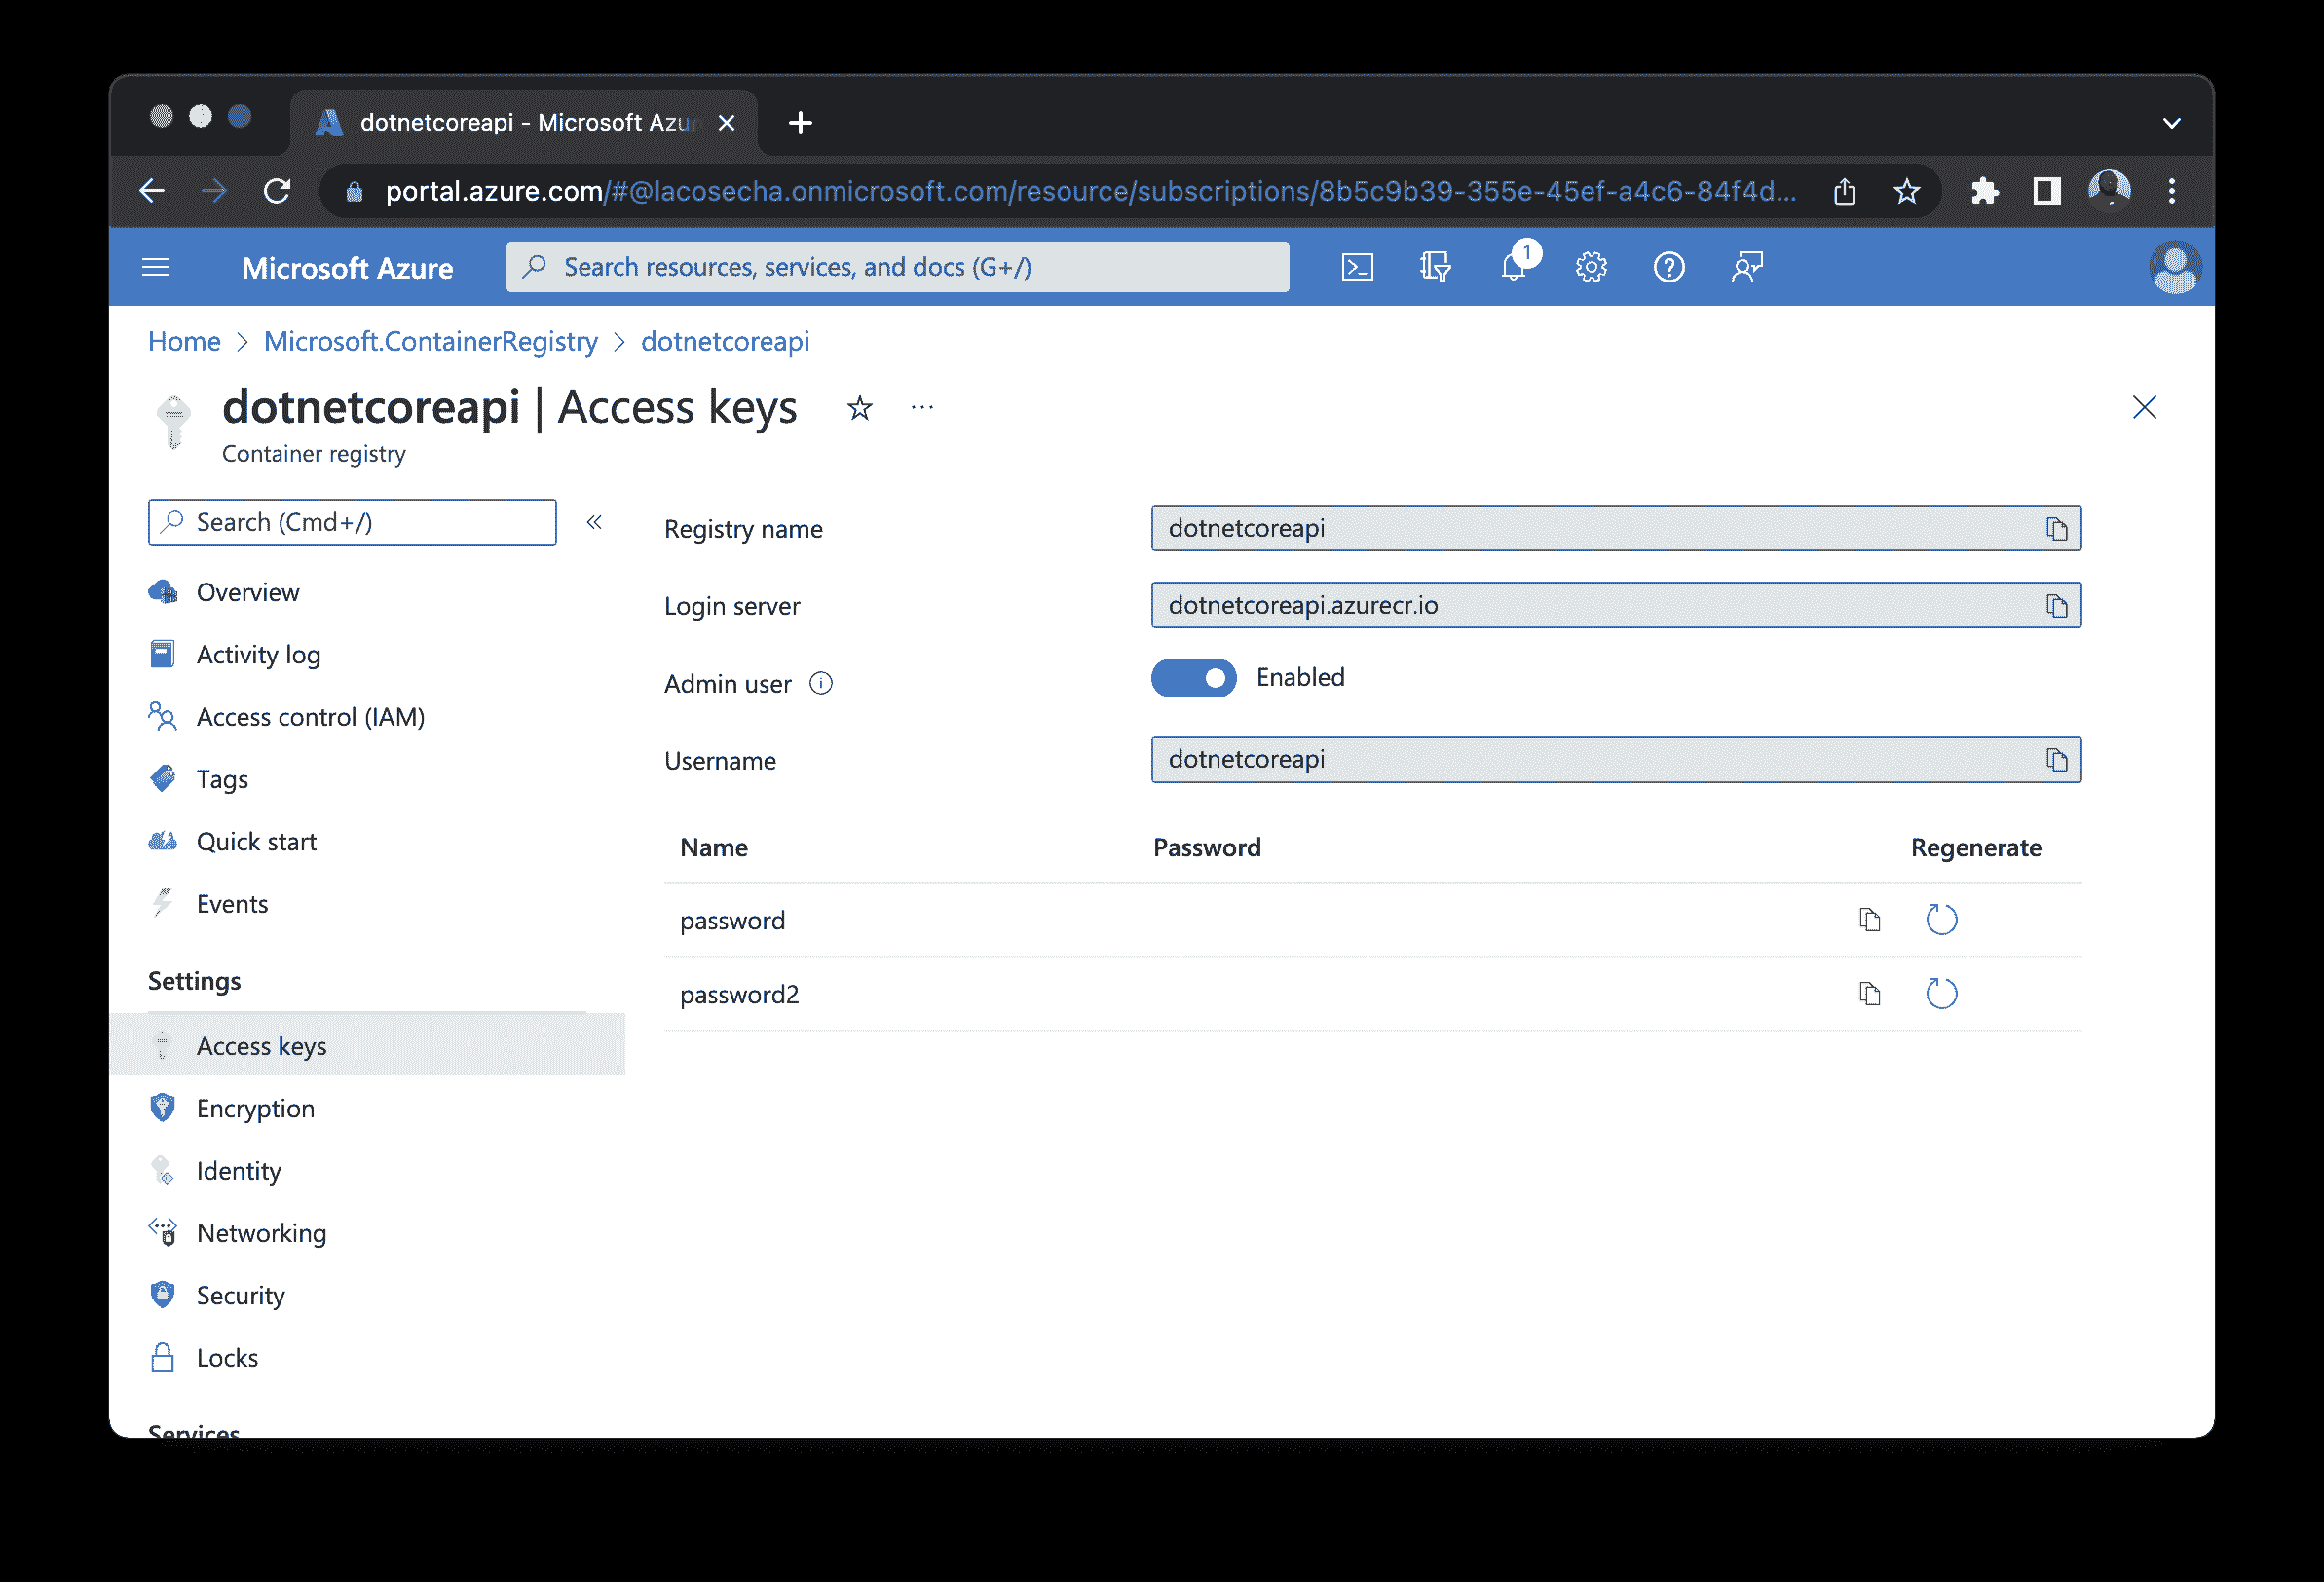 dotnetcoreapi - Microsoft Azu
portal.azure.com/#@lacosecha.onmicrosoft.com/resource/subscriptions/8b5c9b39-355e-45ef-a4c6-84f4d...
Microsoft Azure
Search resources, services, and docs (G+/)
1
Home > Microsoft.ContainerRegistry > dotnetcoreapi
dotnetcoreapi | Access keys
Container registry
Search (Cmd+/)
Overview
Activity log
Access control (IAM)
Tags
Quick start
Events
Settings
Access keys
Encryption
Identity
Networking
Security
Locks
Services
Registry name dotnetcoreapi
Login server dotnetcoreapi.azurecr.io
Admin user Enabled
Username dotnetcoreapi
Name Password Regenerate
password
password2